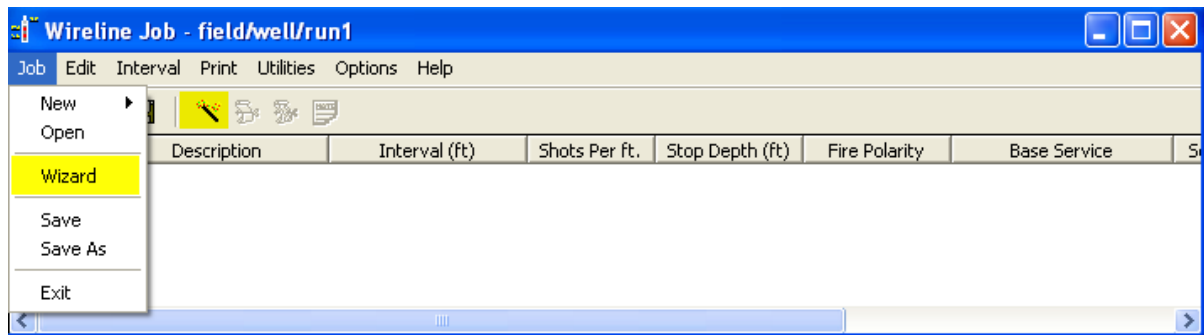 Wireline Job - field/well/run1
Job Edit Interval Print Utilities Options Help
New
Open
Description Interval (ft) Shots Per ft. Stop Depth (ft) Fire Polarity Base Service
Wizard
Save
Save As
Exit